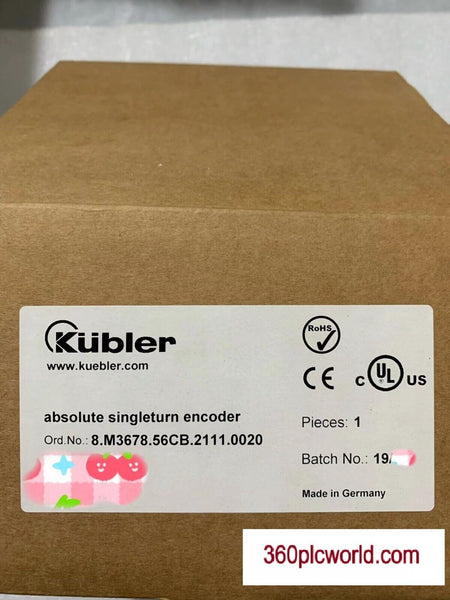 Kübler
www.kuebler.com
RoHS
CE
c UL US
absolute singleturn encoder
Ord.No.: 8.M3678.56CB.2111.0020
Pieces: 1
Batch No.: 19
Made in Germany
360plcworld.com